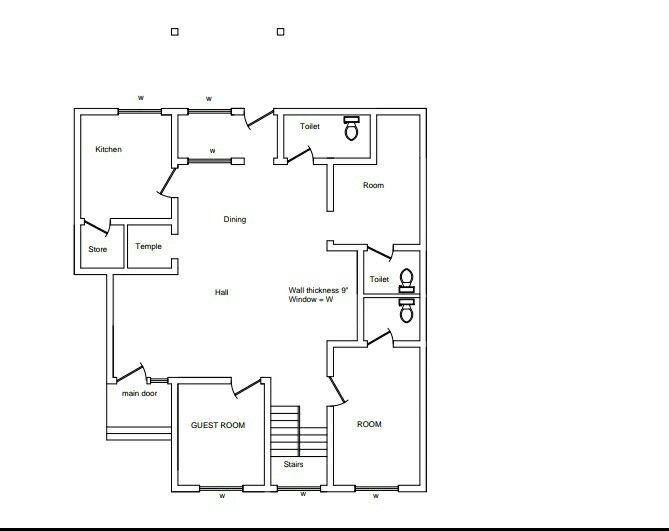 w
w
Toilet
Kitchen
w
Room
Dining
Store
Temple
Toilet
Hall
Wall thickness 9"
Window = W
main door
GUEST ROOM
ROOM
Stairs
w
w
w